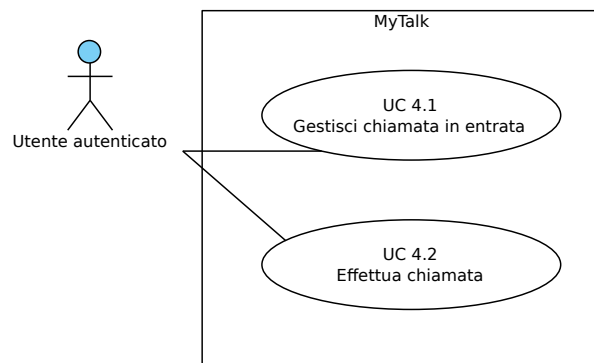 MyTalk
UC 4.1
Gestisci chiamata in entrata
Utente autenticato
UC 4.2
Effettua chiamata